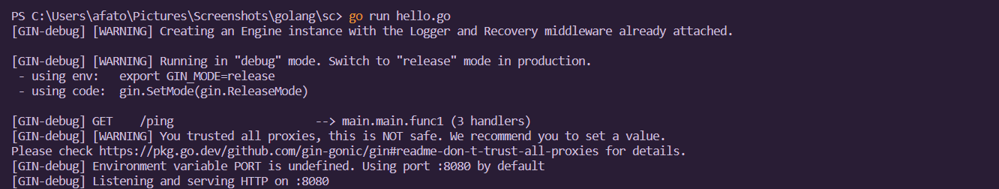 PS C:\Users\afato\Pictures\Screenshots\golang\sc> go run hello.go
[GIN-debug] [WARNING] Creating an Engine instance with the Logger and Recovery middleware already attached.

[GIN-debug] [WARNING] Running in "debug" mode. Switch to "release" mode in production.
 - using env:   export GIN_MODE=release
 - using code:  gin.SetMode(gin.ReleaseMode)

[GIN-debug] GET    /ping                     --> main.main.func1 (3 handlers)
[GIN-debug] [WARNING] You trusted all proxies, this is NOT safe. We recommend you to set a value.
Please check https://pkg.go.dev/github.com/gin-gonic/gin#readme-don-t-trust-all-proxies for details.
[GIN-debug] Environment variable PORT is undefined. Using port :8080 by default
[GIN-debug] Listening and serving HTTP on :8080